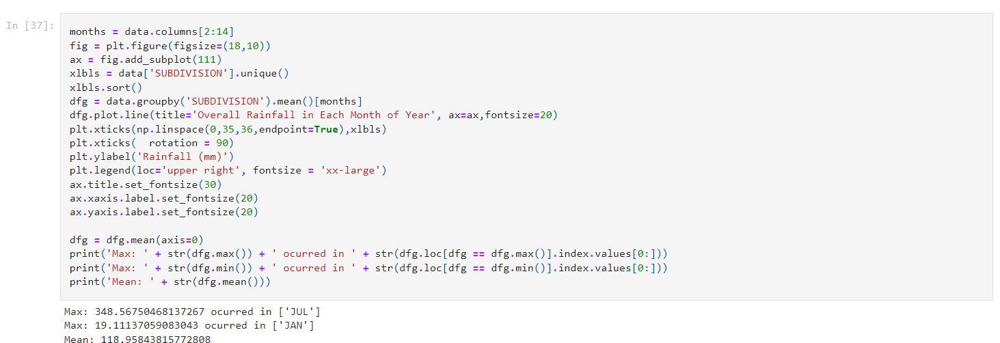 In [37]:
months = data.columns[2:14]
fig = plt.figure(figsize=(18,10))
ax = fig.add_subplot(111)
xlbls = data['SUBDIVISION'].unique()
xlbls.sort()
dfg = data.groupby('SUBDIVISION').mean()[months]
dfg.plot.line(title='Overall Rainfall in Each Month of Year', ax=ax,fontsize=20)
plt.xticks(np.linspace(0,35,36,endpoint=True),xlbls)
plt.xticks(  rotation = 90)
plt.ylabel('Rainfall (mm)')
plt.legend(loc='upper right', fontsize = 'xx-large')
ax.title.set_fontsize(30)
ax.xaxis.label.set_fontsize(20)
ax.yaxis.label.set_fontsize(20)
dfg = dfg.mean(axis=0)
print('Max: ' + str(dfg.max()) + ' ocurred in ' + str(dfg.loc[dfg == dfg.max()].index.values[0:]))
print('Max: ' + str(dfg.min()) + ' ocurred in ' + str(dfg.loc[dfg == dfg.min()].index.values[0:]))
print('Mean: ' + str(dfg.mean()))
Max: 348.56750468137267 ocurred in ['JUL']
Max: 19.11137059083043 ocurred in ['JAN']
Mean: 118.95843815772808